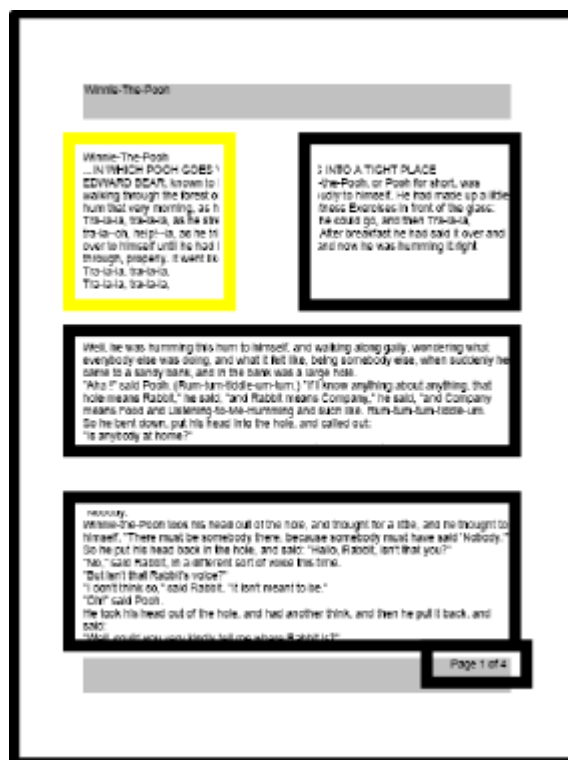 Winnie-The-Pooh
Winnie-The-Pooh
...IN WHICH POOH GOES
EDWARD BEAR, known to
walking through the forest o
hum that very morning, as h
Tra-la-la, tra-la-la, as he stre
tra-la--oh, help!--la, as he tri
over to himself until he had l
through, properly. It went lik
Tra-la-la, tra-la-la,
Tra-la-la, tra-la-la,
S INTO A TIGHT PLACE
-the-Pooh, or Pooh for short, was
udly to himself. He had made up a little
tness Exercises in front of the glass:
he could go, and then Tra-la-la,
After breakfast he had said it over and
and now he was humming it right
Well, he was humming this hum to himself, and walking along gaily, wondering what
everybody else was doing, and what it felt like, being somebody else, when suddenly he
came to a sandy bank, and in the bank was a large hole.
"Aha !" said Pooh. (Rum-tum-tiddle-um-tum.) "If I know anything about anything, that
hole means Rabbit," he said, "and Rabbit means Company," he said, "and Company
means Food and Listening-to-Me-Humming and such like. Rum-tum-tum-tiddle-um.
So he bent down, put his head into the hole, and called out:
"Is anybody at home?"
"Nobody."
Winnie-the-Pooh took his head out of the hole, and thought for a little, and he thought to
himself, "There must be somebody there, because somebody must have said 'Nobody.'"
So he put his head back in the hole, and said: "Hallo, Rabbit, isn't that you?"
"No," said Rabbit, in a different sort of voice this time.
"But isn't that Rabbit's voice?"
"I don't think so," said Rabbit. "It isn't meant to be."
"Oh!" said Pooh.
He took his head out of the hole, and had another think, and then he put it back, and
said:
"Well, could you very kindly tell me where Rabbit is?"
Page 1 of 4